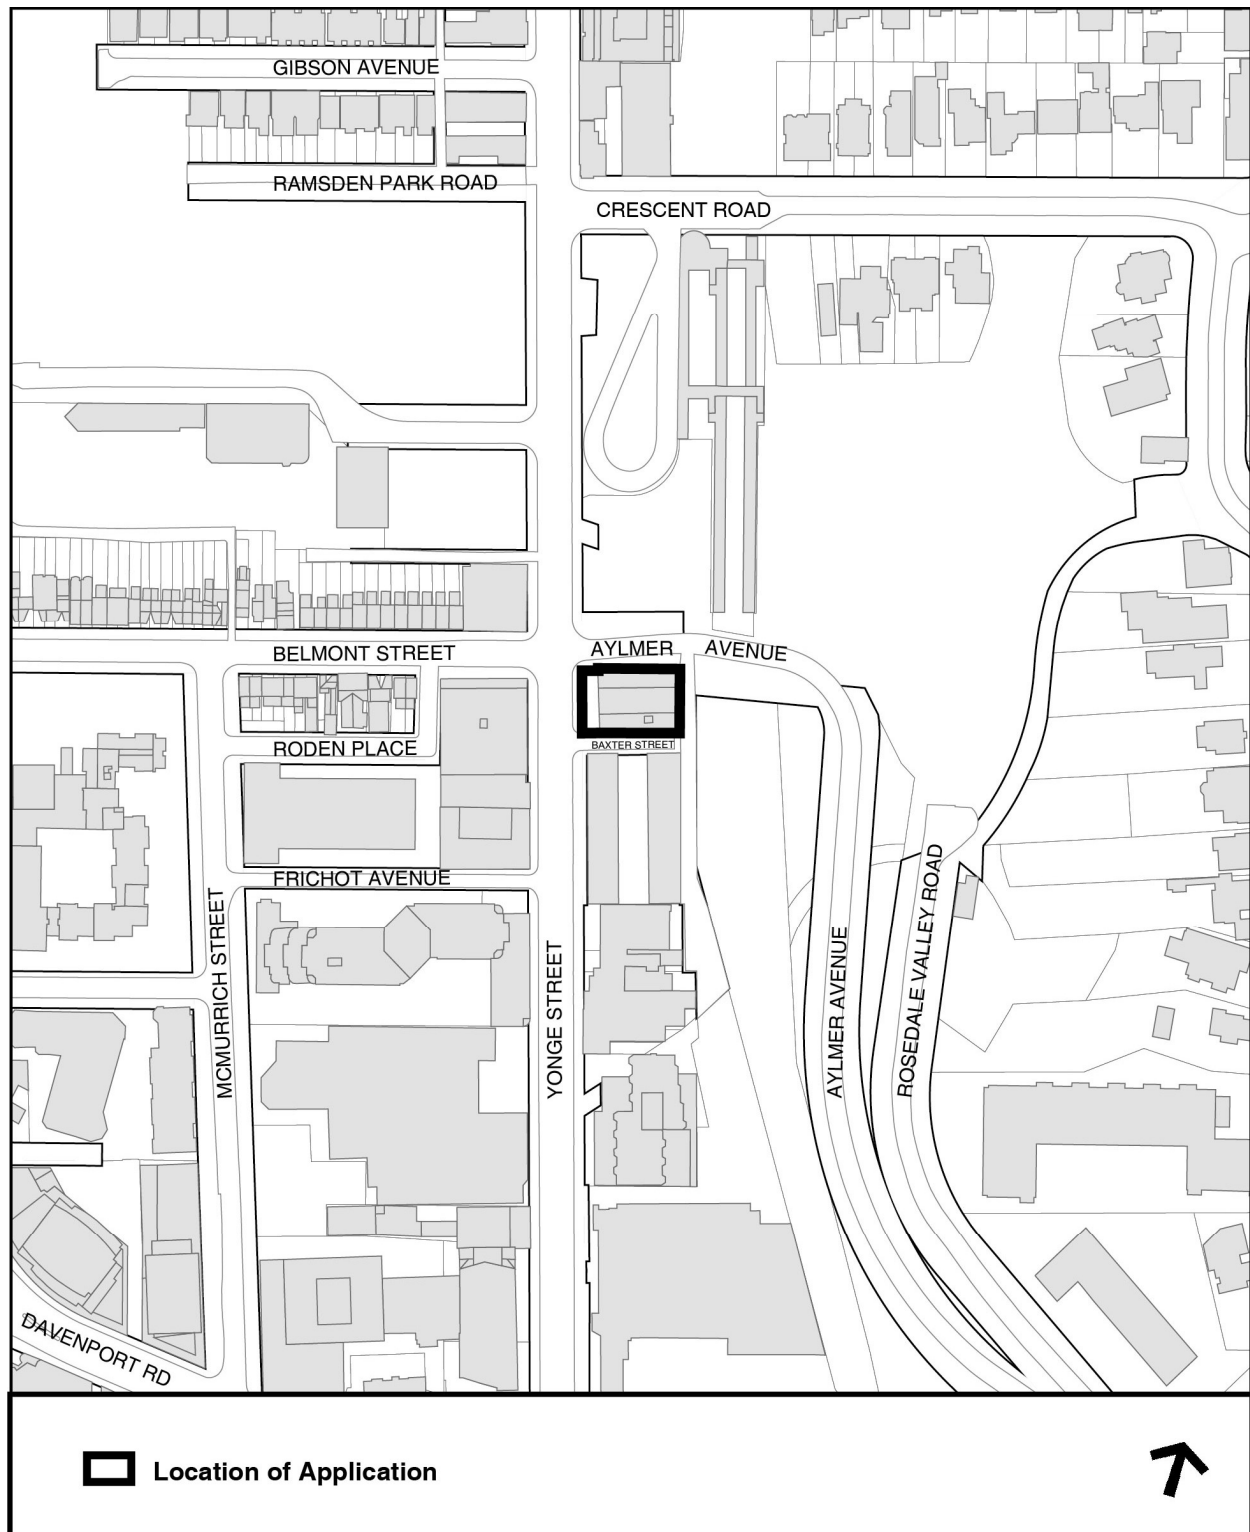 GIBSON AVENUE
RAMSDEN PARK ROAD
CRESCENT ROAD
BELMONT STREET
AYLMER AVENUE
RODEN PLACE
BAXTER STREET
FRICHOT AVENUE
MCMURRICH STREET
YONGE STREET
AYLMER AVENUE
ROSEDALE VALLEY ROAD
DAVENPORT RD
Location of Application